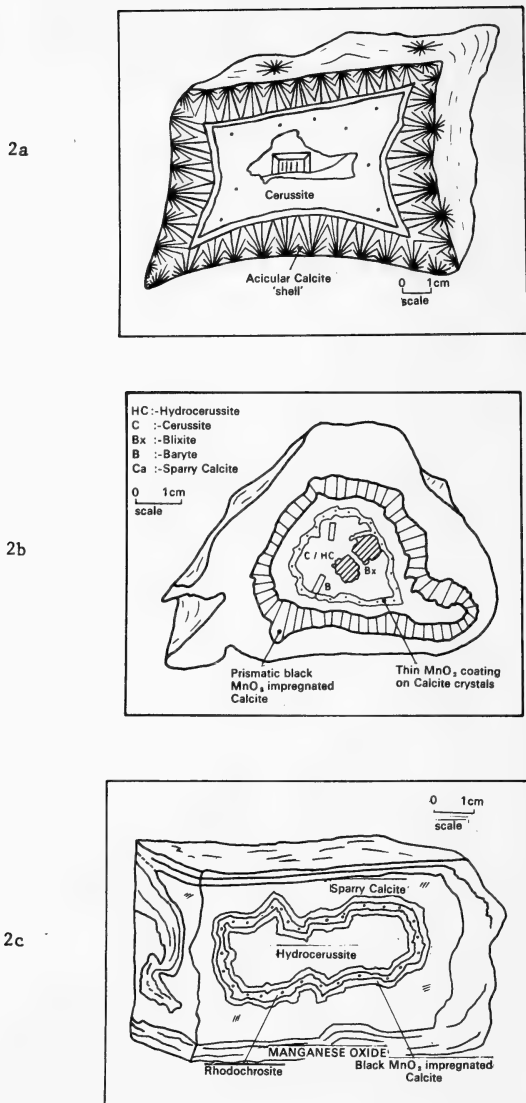 2a
Cerussite
Acicular Calcite
'shell'
0 1cm
scale
2b
HC :-Hydrocerussite
C :-Cerussite
Bx :-Blixite
B :-Baryte
Ca :-Sparry Calcite
0 1cm
scale
C / HC
Bx
B
Prismatic black
MnO₂ impregnated
Calcite
Thin MnO₂ coating
on Calcite crystals
2c
0 1cm
scale
Sparry Calcite
Hydrocerussite
MANGANESE OXIDE
Rhodochrosite
Black MnO₂ impregnated
Calcite